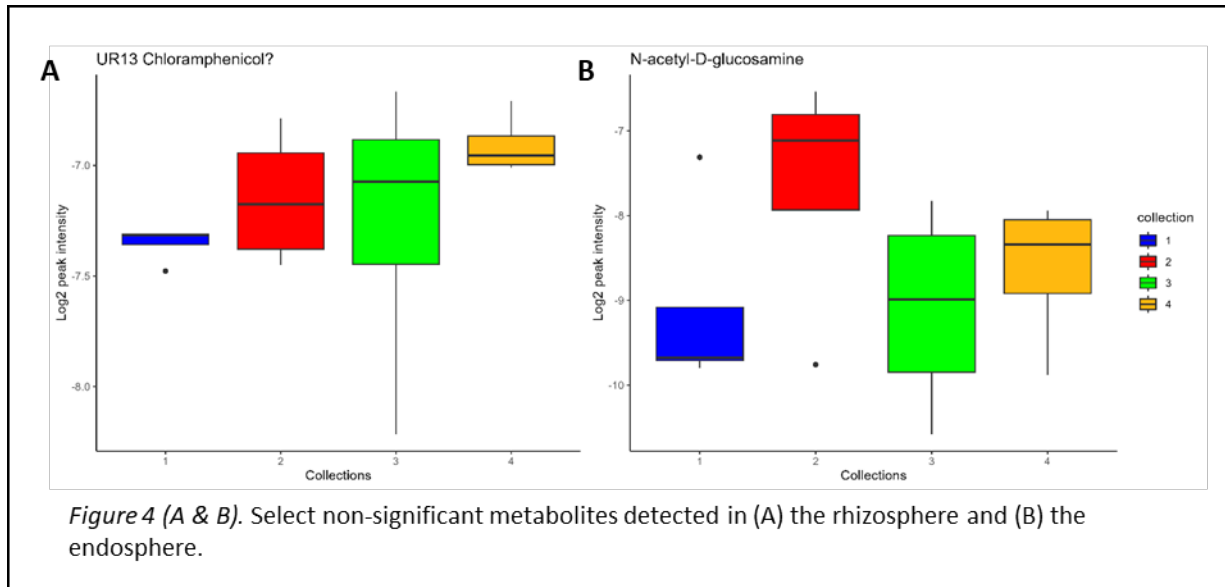 A
UR13 Chloramphenicol?
Log2 peak intensity
-7.0
-7.5
-8.0
1 2 3 4
Collections
B
N-acetyl-D-glucosamine
Log2 peak intensity
-7
-8
-9
-10
1 2 3 4
Collections
collection
1
2
3
4
Figure 4 (A & B). Select non-significant metabolites detected in (A) the rhizosphere and (B) the
endosphere.